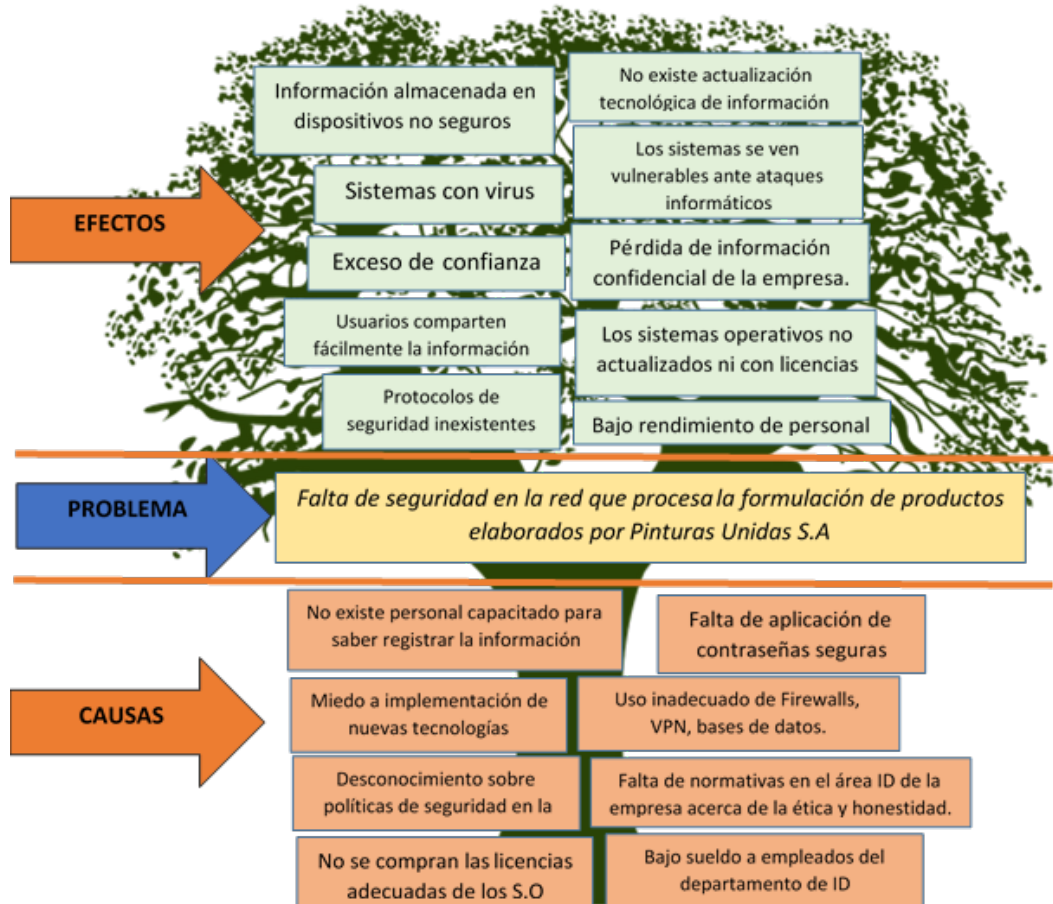 Información almacenada en
dispositivos no seguros
No existe actualización
tecnológica de información
Sistemas con virus
Los sistemas se ven
vulnerables ante ataques
informáticos
EFECTOS
Exceso de confianza
Pérdida de información
confidencial de la empresa.
Usuarios comparten
fácilmente la información
Los sistemas operativos no
actualizados ni con licencias
Protocolos de
seguridad inexistentes
Bajo rendimiento de personal
PROBLEMA
Falta de seguridad en la red que procesa la formulación de productos
elaborados por Pinturas Unidas S.A
No existe personal capacitado para
saber registrar la información
Falta de aplicación de
contraseñas seguras
CAUSAS
Miedo a implementación de
nuevas tecnologías
Uso inadecuado de Firewalls,
VPN, bases de datos.
Desconocimiento sobre
políticas de seguridad en la
Falta de normativas en el área ID de la
empresa acerca de la ética y honestidad.
No se compran las licencias
adecuadas de los S.O
Bajo sueldo a empleados del
departamento de ID